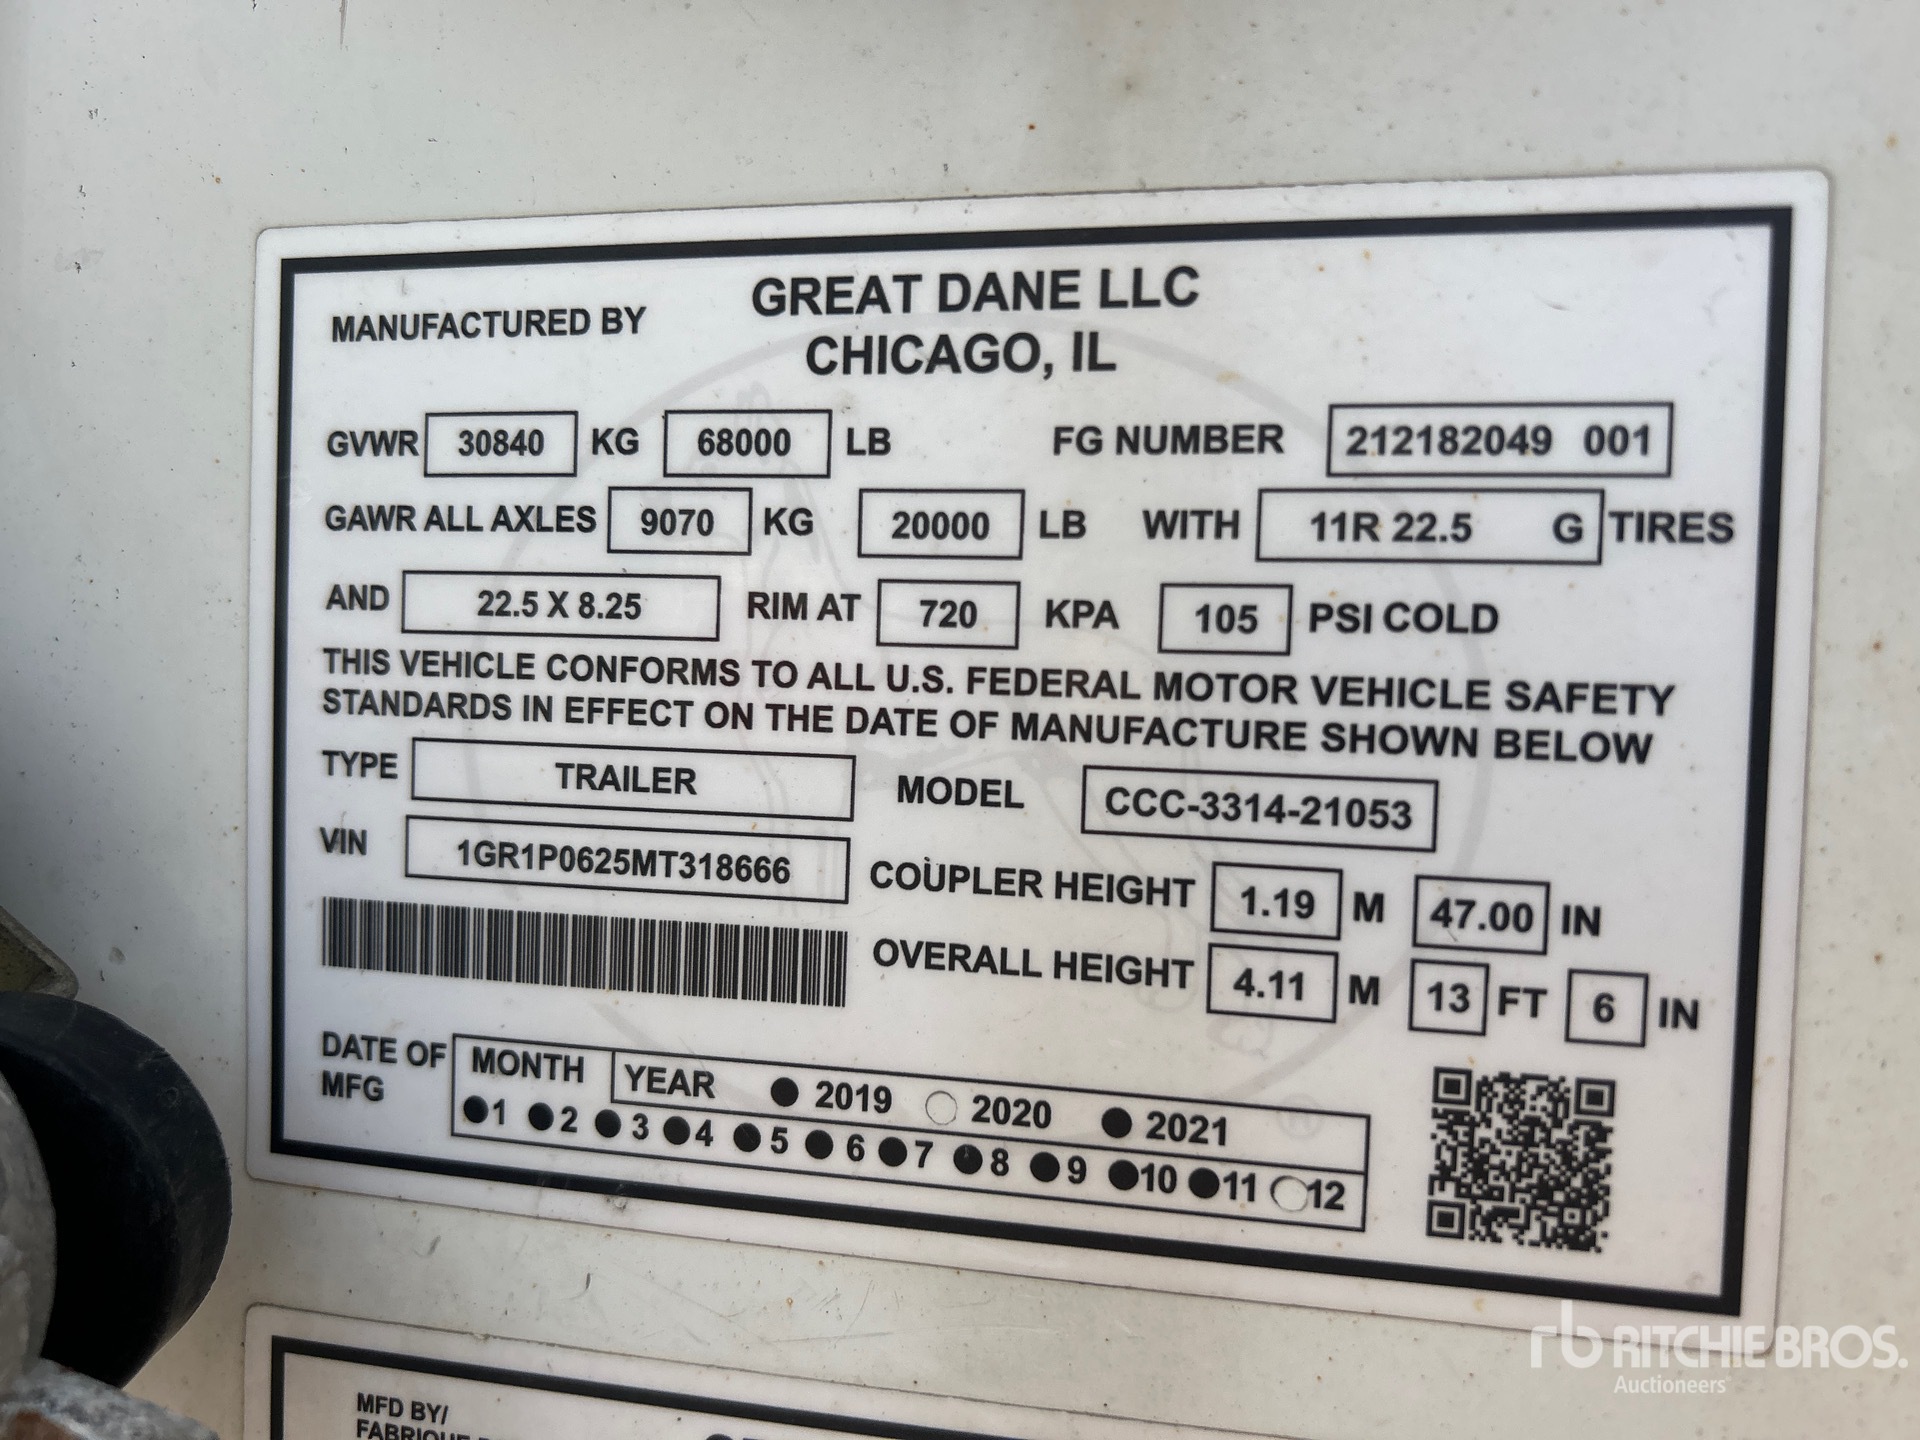 MANUFACTURED BY GREAT DANE LLC
CHICAGO, IL
GVWR 30840 KG 68000 LB FG NUMBER 212182049 001
GAWR ALL AXLES 9070 KG 20000 LB WITH 11R 22.5 G TIRES
AND 22.5 X 8.25 RIM AT 720 KPA 105 PSI COLD
THIS VEHICLE CONFORMS TO ALL U.S. FEDERAL MOTOR VEHICLE SAFETY
STANDARDS IN EFFECT ON THE DATE OF MANUFACTURE SHOWN BELOW
TYPE TRAILER MODEL CCC-3314-21053
VIN 1GR1P0625MT318666 COUPLER HEIGHT 1.19 M 47.00 IN
OVERALL HEIGHT 4.11 M 13 FT 6 IN
DATE OF MFG MONTH YEAR 2019 2020 2021
1 2 3 4 5 6 7 8 9 10 11 12
MFD BY/
rb RITCHIE BROS.
Auctioneers